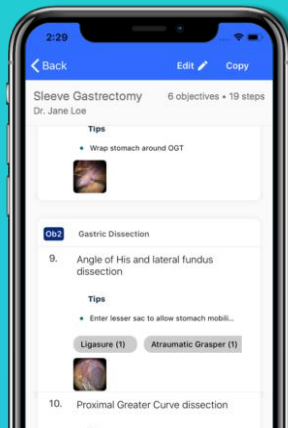 2:29
Back
Edit
Copy
Sleeve Gastrectomy
6 objectives • 19 steps
Dr. Jane Loe
Tips
• Wrap stomach around OGT
Ob2
Gastric Dissection
9.
Angle of His and lateral fundus
dissection
Tips
• Enter lesser sac to allow stomach mobili...
Ligasure (1)
Atraumatic Grasper (1)
10.
Proximal Greater Curve dissection